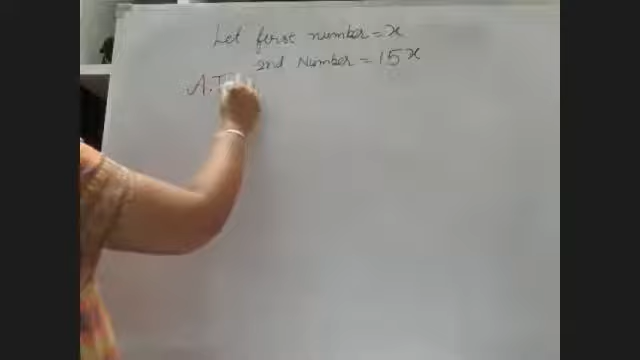 Let first number = x
2nd Number = 15x
A.T